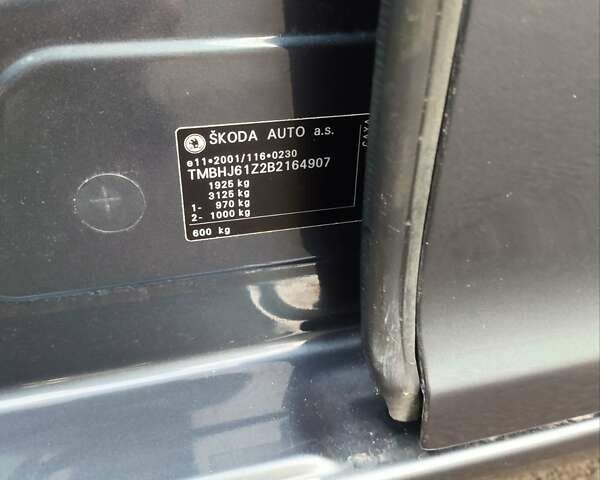 ŠKODA AUTO a.s.
e11*2001/116*0230
TMBHJ61Z2B2164907
1925 kg
3125 kg
1- 970 kg
2- 1000 kg
600 kg